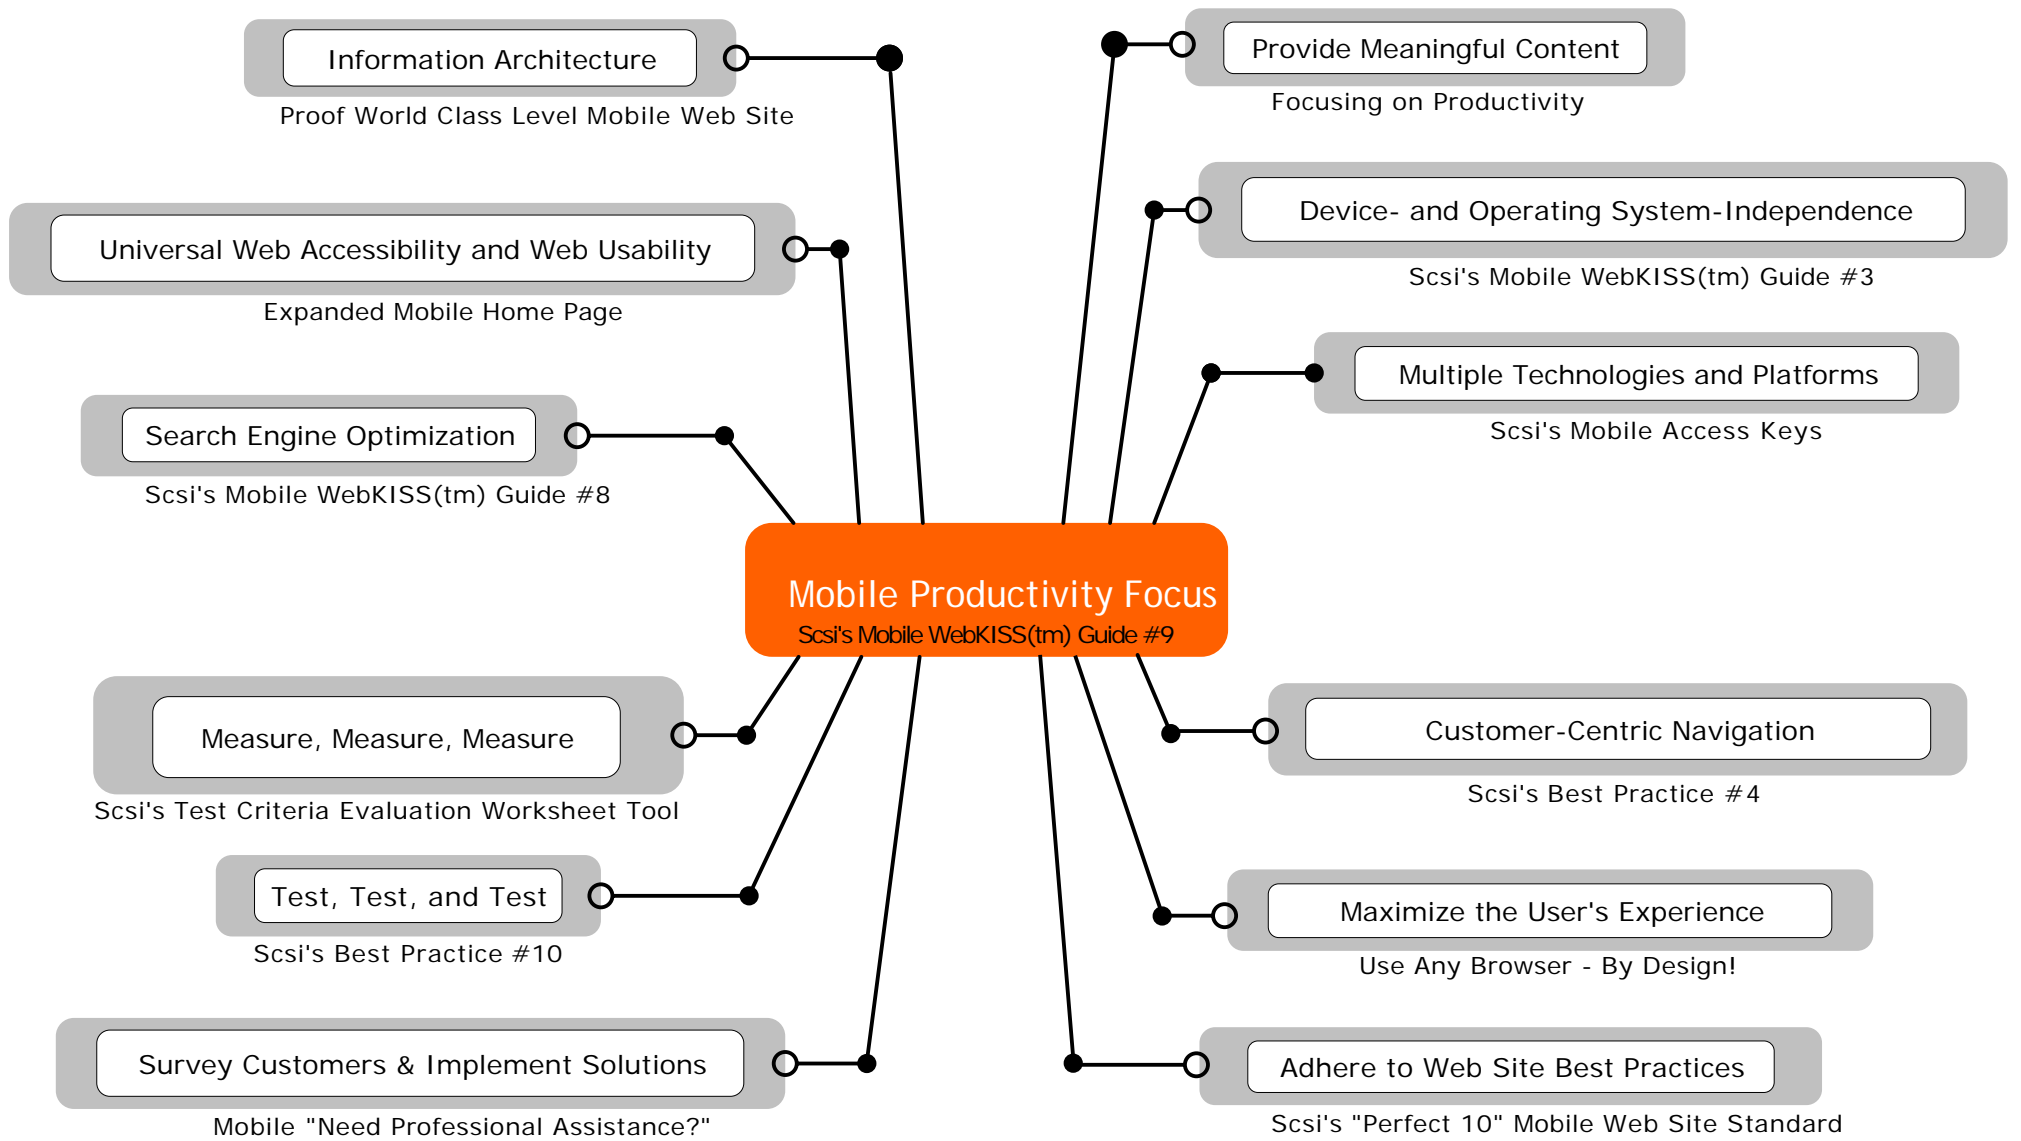 Information Architecture
Proof World Class Level Mobile Web Site
Universal Web Accessibility and Web Usability
Expanded Mobile Home Page
Search Engine Optimization
Scsi's Mobile WebKISS(tm) Guide #8
Provide Meaningful Content
Focusing on Productivity
Device- and Operating System-Independence
Scsi's Mobile WebKISS(tm) Guide #3
Multiple Technologies and Platforms
Scsi's Mobile Access Keys
Mobile Productivity Focus
Scsi's Mobile WebKISS(tm) Guide #9
Measure, Measure, Measure
Scsi's Test Criteria Evaluation Worksheet Tool
Test, Test, and Test
Scsi's Best Practice #10
Survey Customers & Implement Solutions
Mobile "Need Professional Assistance?"
Customer-Centric Navigation
Scsi's Best Practice #4
Maximize the User's Experience
Use Any Browser - By Design!
Adhere to Web Site Best Practices
Scsi's "Perfect 10" Mobile Web Site Standard